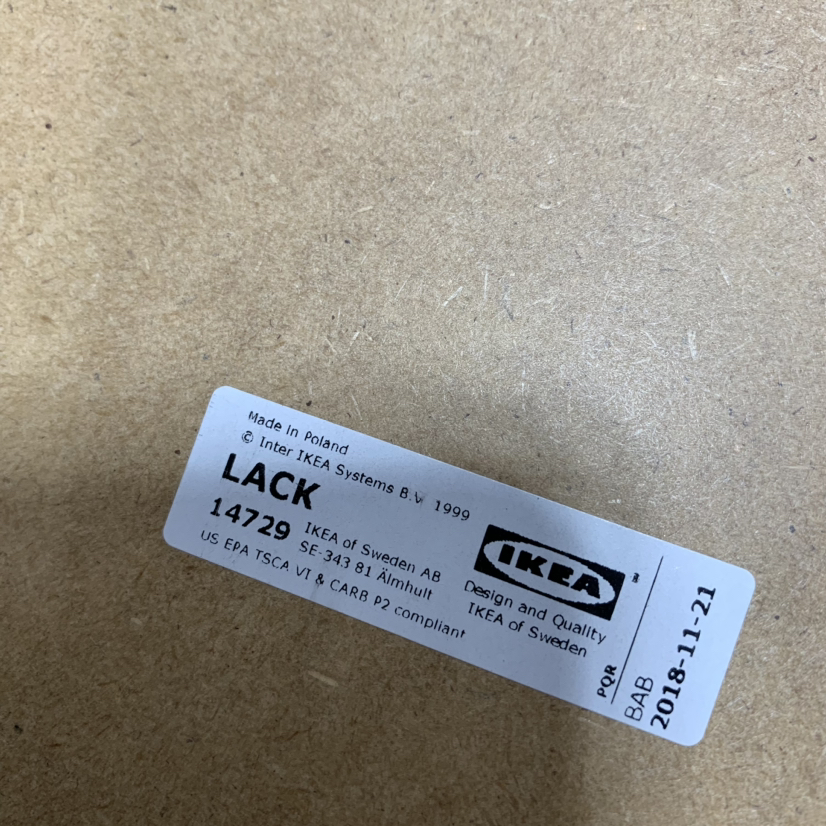 Made in Poland
© Inter IKEA Systems B.V. 1999
LACK
14729
IKEA of Sweden AB
SE-343 81 Älmhult
US EPA TSCA VI & CARB P2 compliant
IKEA
Design and Quality
IKEA of Sweden
PQR
BAB
2018-11-21